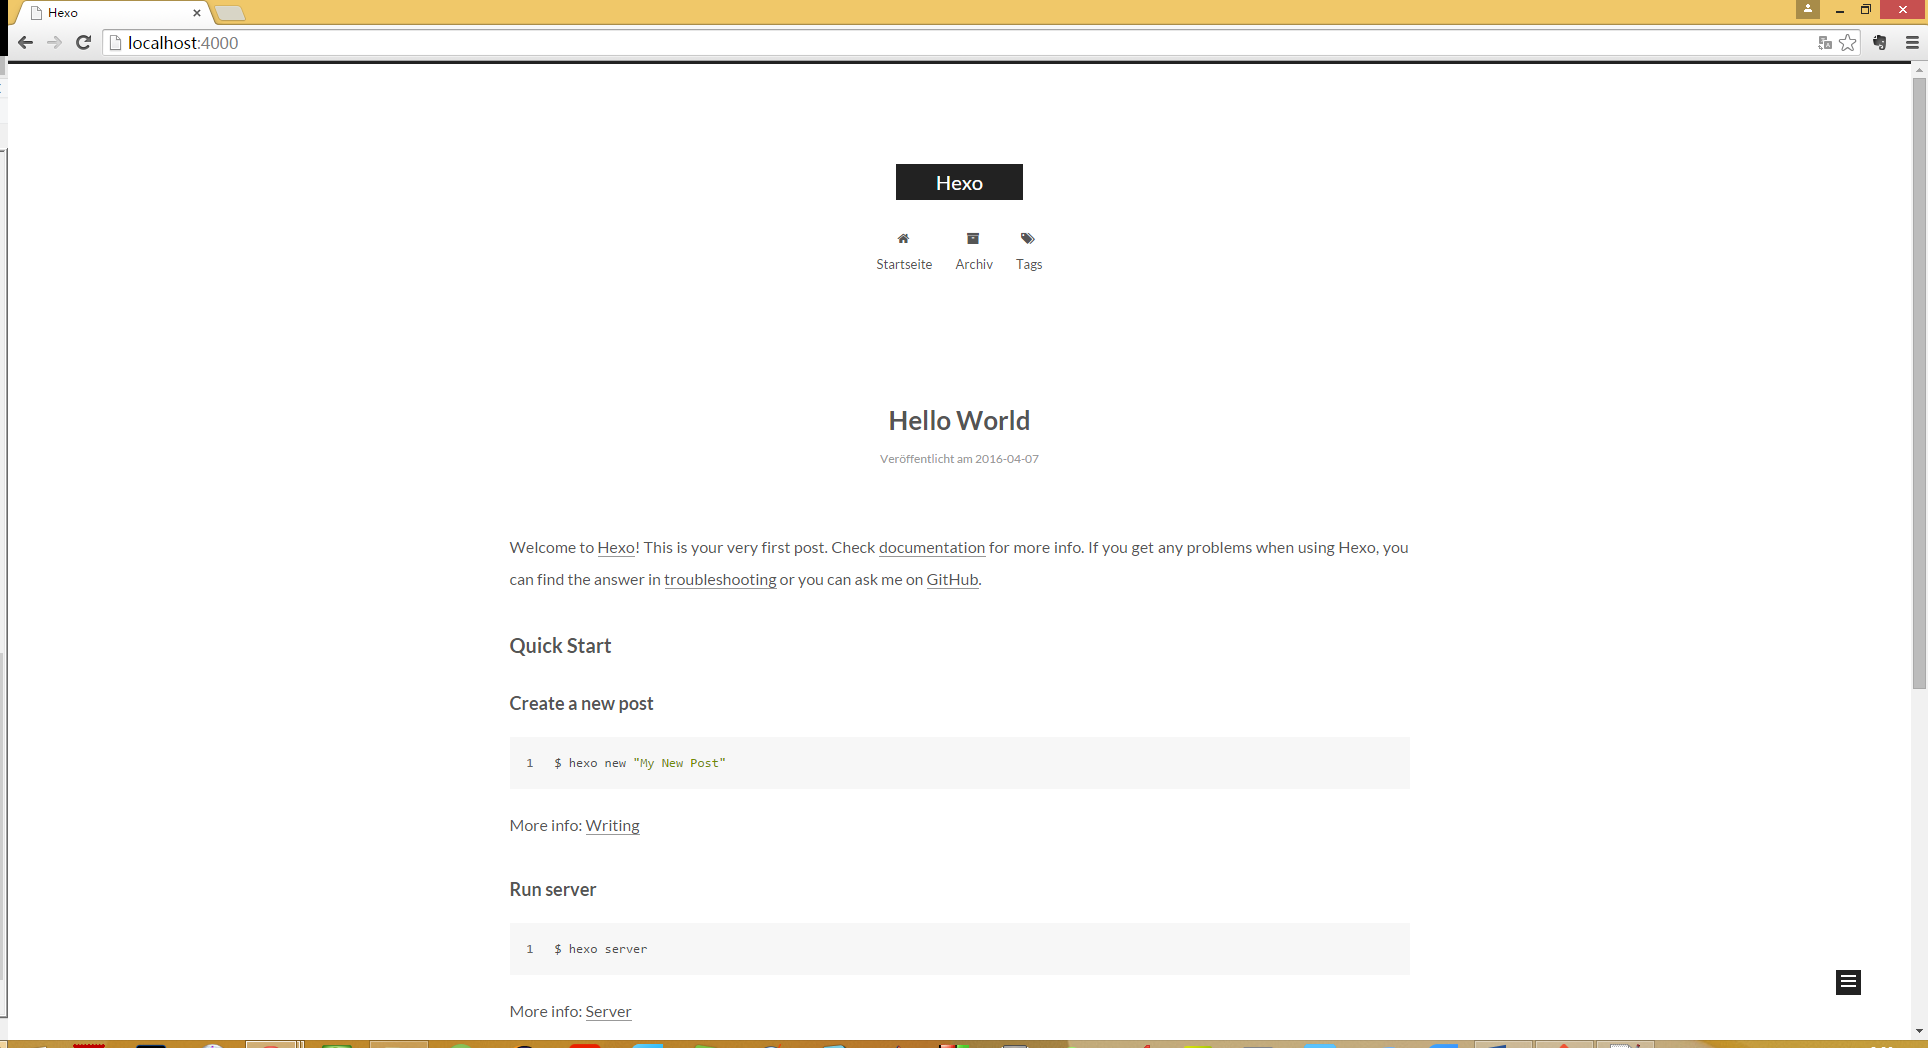 Hexo
localhost:4000
Hexo
Startseite Archiv Tags
Hello World
Veröffentlicht am 2016-04-07
Welcome to Hexo! This is your very first post. Check documentation for more info. If you get any problems when using Hexo, you
can find the answer in troubleshooting or you can ask me on GitHub.
Quick Start
Create a new post
1 $ hexo new "My New Post"
More info: Writing
Run server
1 $ hexo server
More info: Server